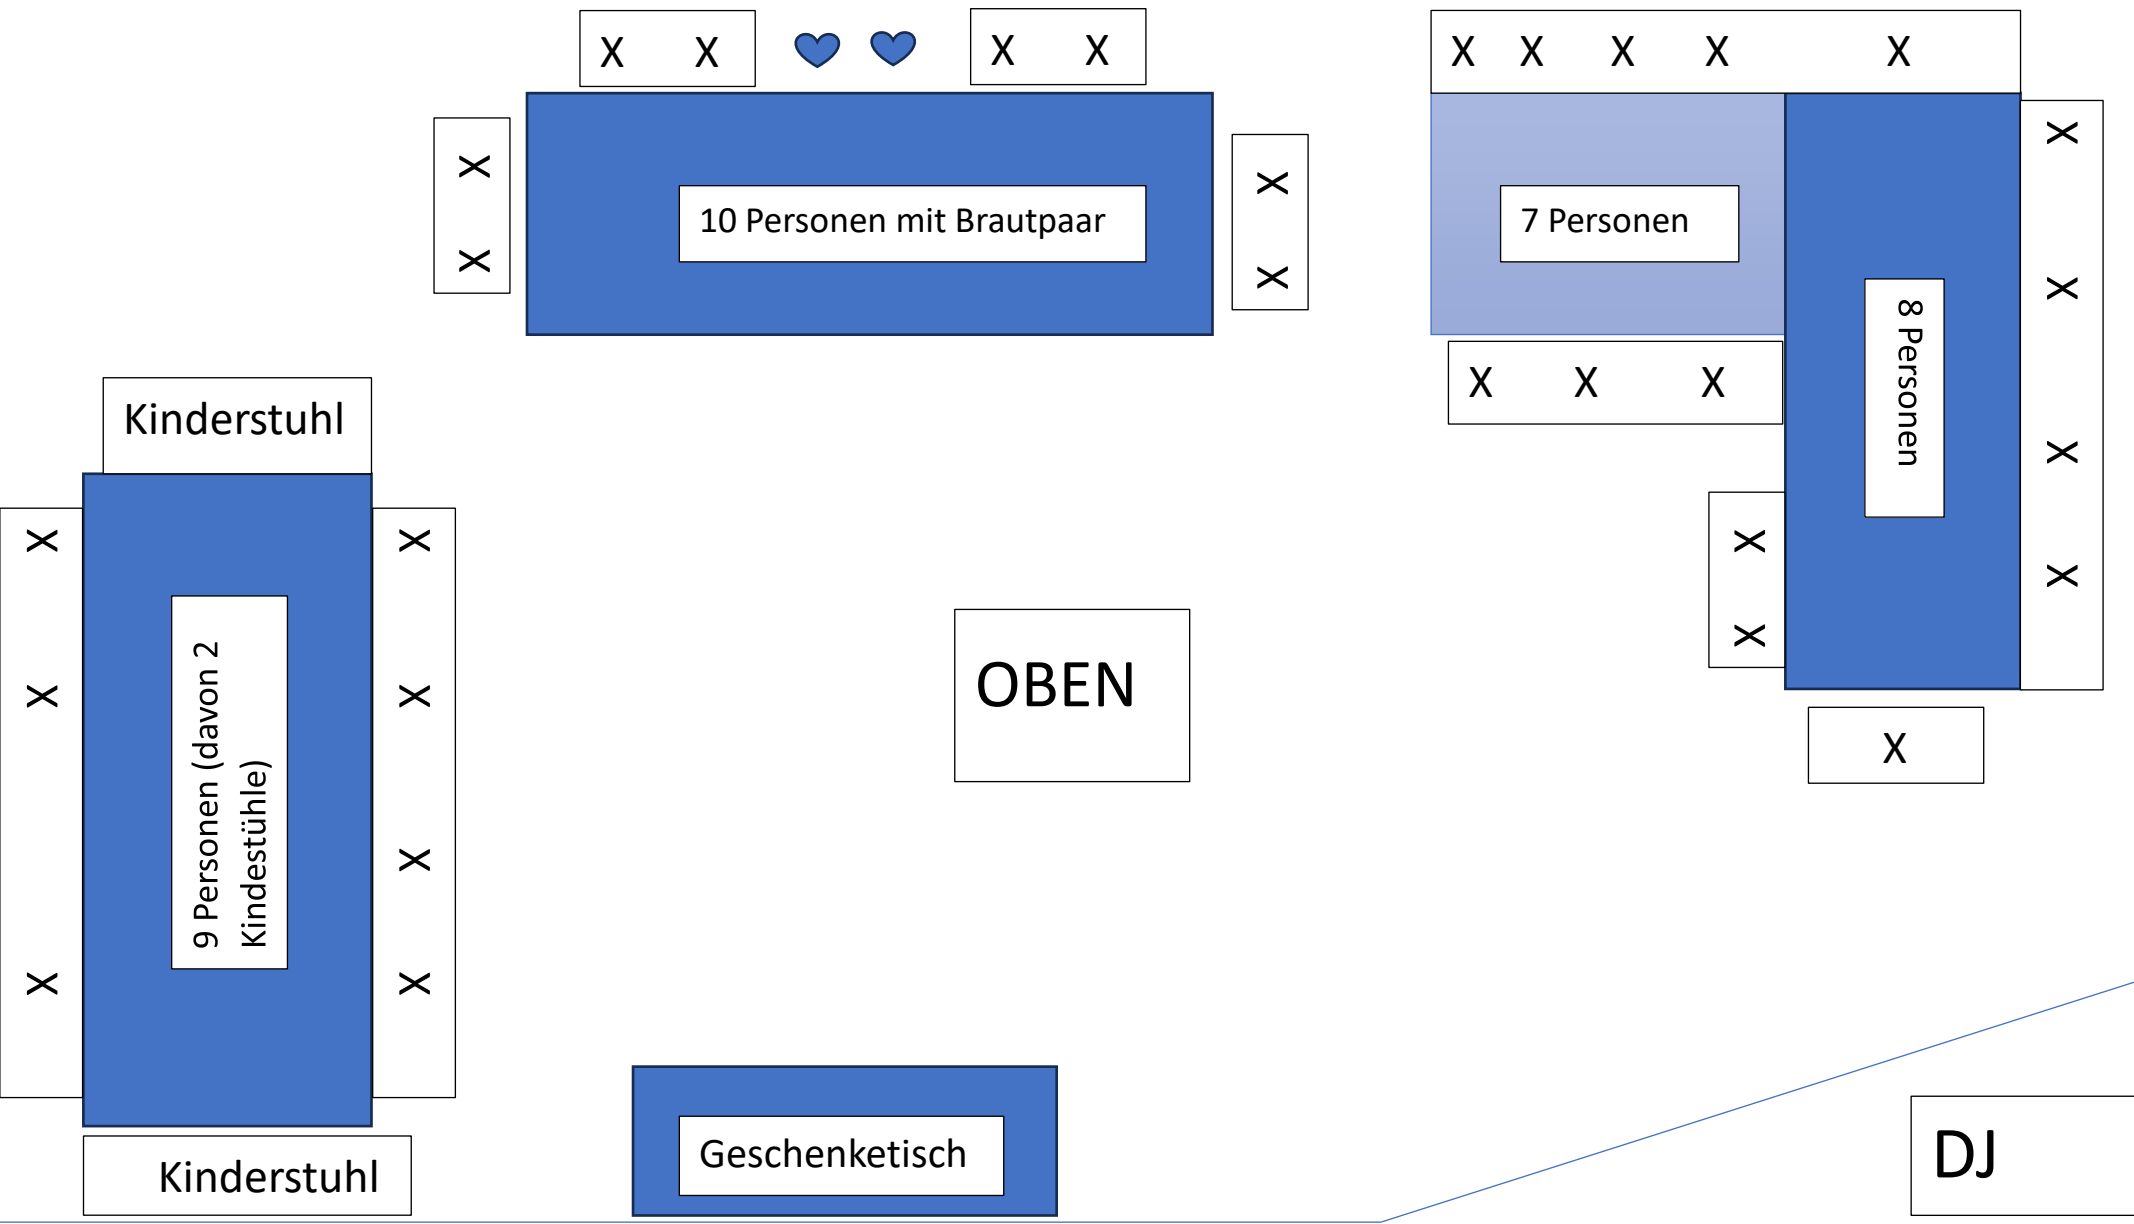 X X X X
X X X X X
X X
X X
10 Personen mit Brautpaar
7 Personen
X X X
8 Personen
X X X X
X X
X
Kinderstuhl
X X X
9 Personen (davon 2
Kindestühle)
X X X X
Kinderstuhl
OBEN
Geschenketisch
DJ